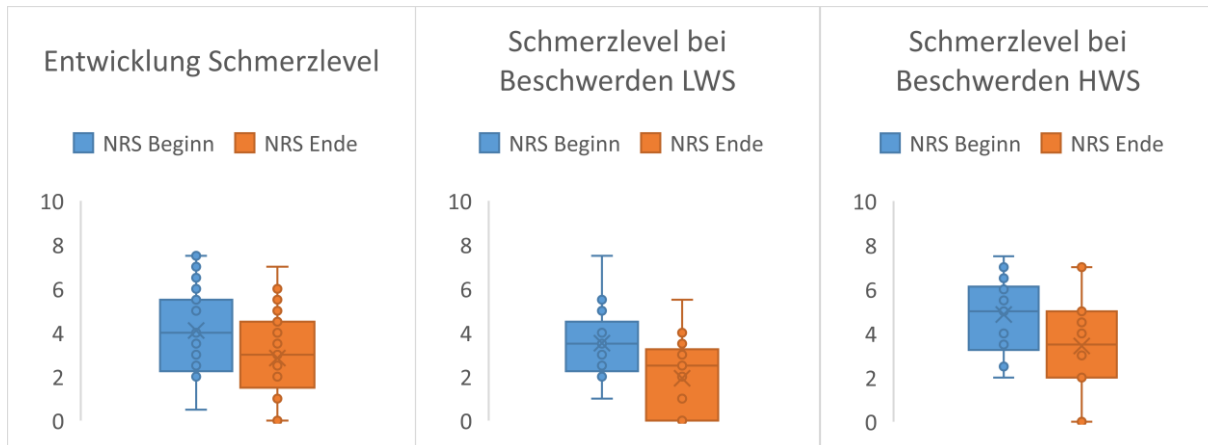 Entwicklung Schmerzlevel
NRS Beginn NRS Ende
10
8
6
4
2
0
Schmerzlevel bei
Beschwerden LWS
NRS Beginn NRS Ende
10
8
6
4
2
0
Schmerzlevel bei
Beschwerden HWS
NRS Beginn NRS Ende
10
8
6
4
2
0